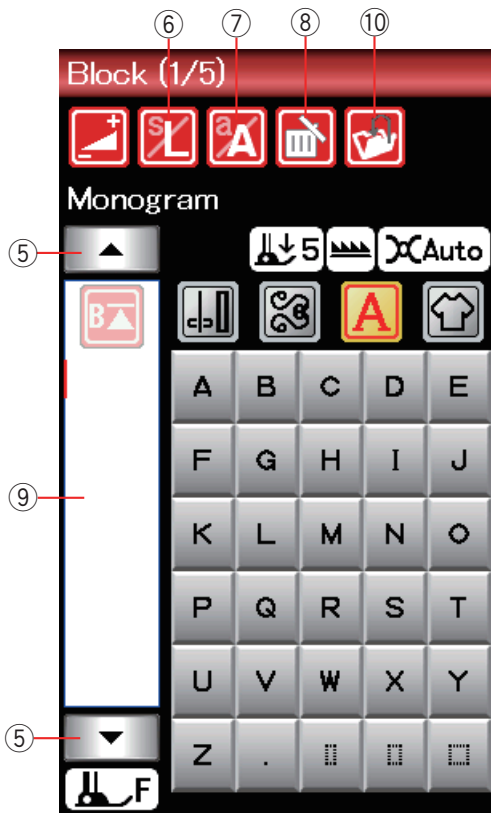 ⑥ ⑦ ⑧ ⑩
Block (1/5)
S L a A
Monogram
⑤ 5 Auto
B A
A B C D E
F G H I J
⑨
K L M N O
P Q R S T
U V W X Y
⑤ Z .
F